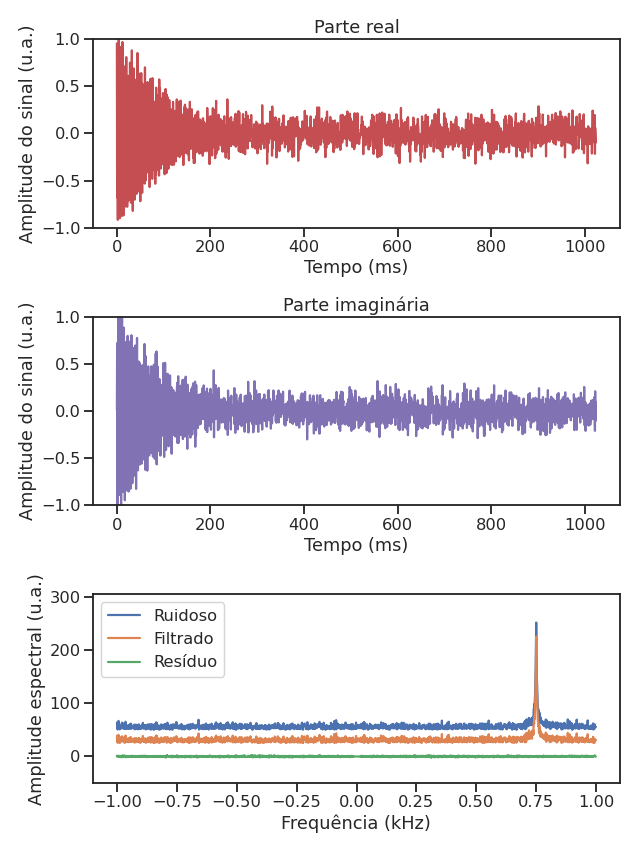 Parte real
Amplitude do sinal (u.a.)
1.0
0.5
0.0
−0.5
−1.0
0 200 400 600 800 1000
Tempo (ms)
Parte imaginária
Amplitude do sinal (u.a.)
1.0
0.5
0.0
−0.5
−1.0
0 200 400 600 800 1000
Tempo (ms)
Amplitude espectral (u.a.)
300
200
100
0
Ruidoso
Filtrado
Resíduo
−1.00 −0.75 −0.50 −0.25 0.00 0.25 0.50 0.75 1.00
Frequência (kHz)